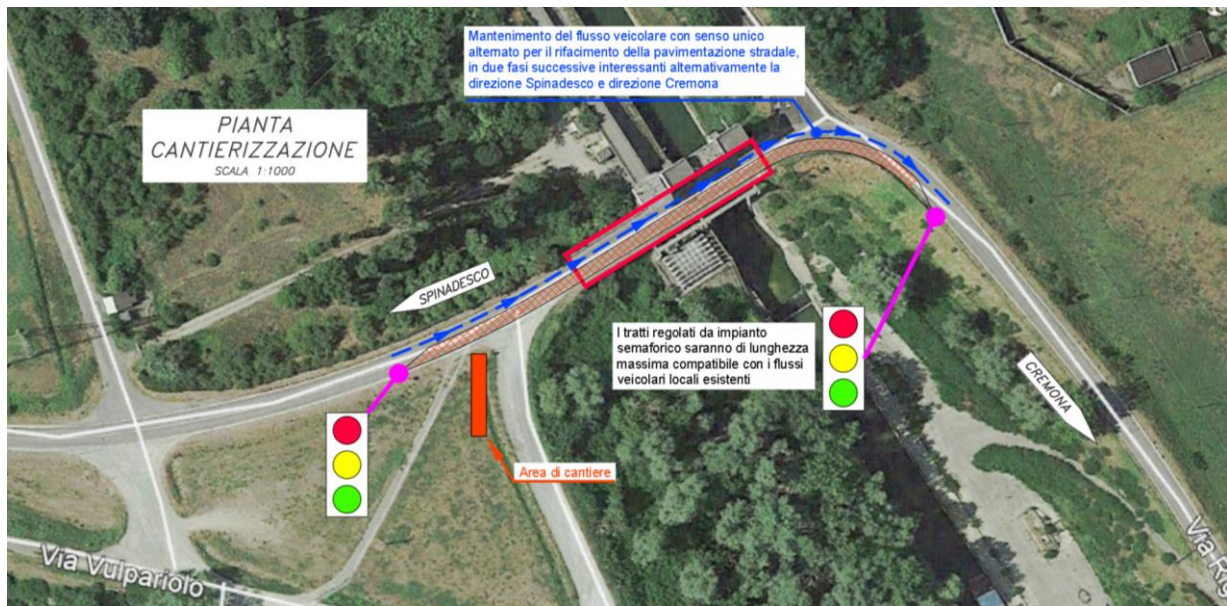 Mantenimento del flusso veicolare con senso unico
alternato per il rifacimento della pavimentazione stradale,
in due fasi successive interessanti alternativamente la
direzione Spinadesco e direzione Cremona
PIANTA
CANTIERIZZAZIONE
SCALA 1:1000
SPINADESCO
I tratti regolati da impianto
semaforico saranno di lunghezza
massima compatibile con i flussi
veicolari locali esistenti
CREMONA
Area di cantiere
Via Vulpariolo
Via